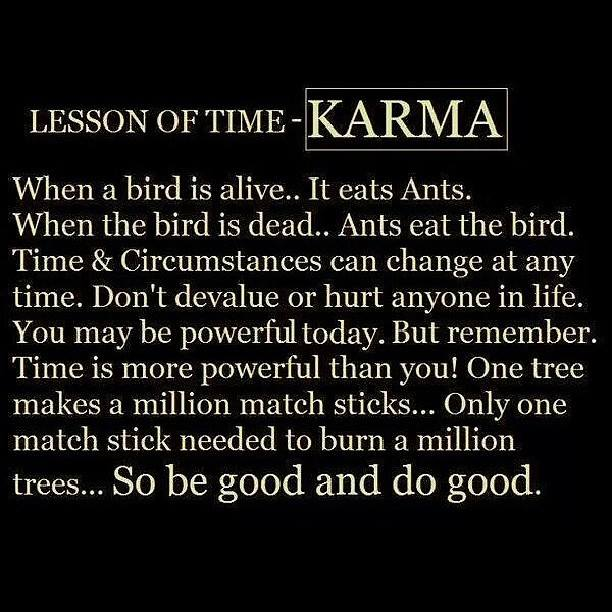 LESSON OF TIME - KARMA
When a bird is alive.. It eats Ants.
When the bird is dead.. Ants eat the bird.
Time & Circumstances can change at any
time. Don't devalue or hurt anyone in life.
You may be powerful today. But remember.
Time is more powerful than you! One tree
makes a million match sticks... Only one
match stick needed to burn a million
trees... So be good and do good.